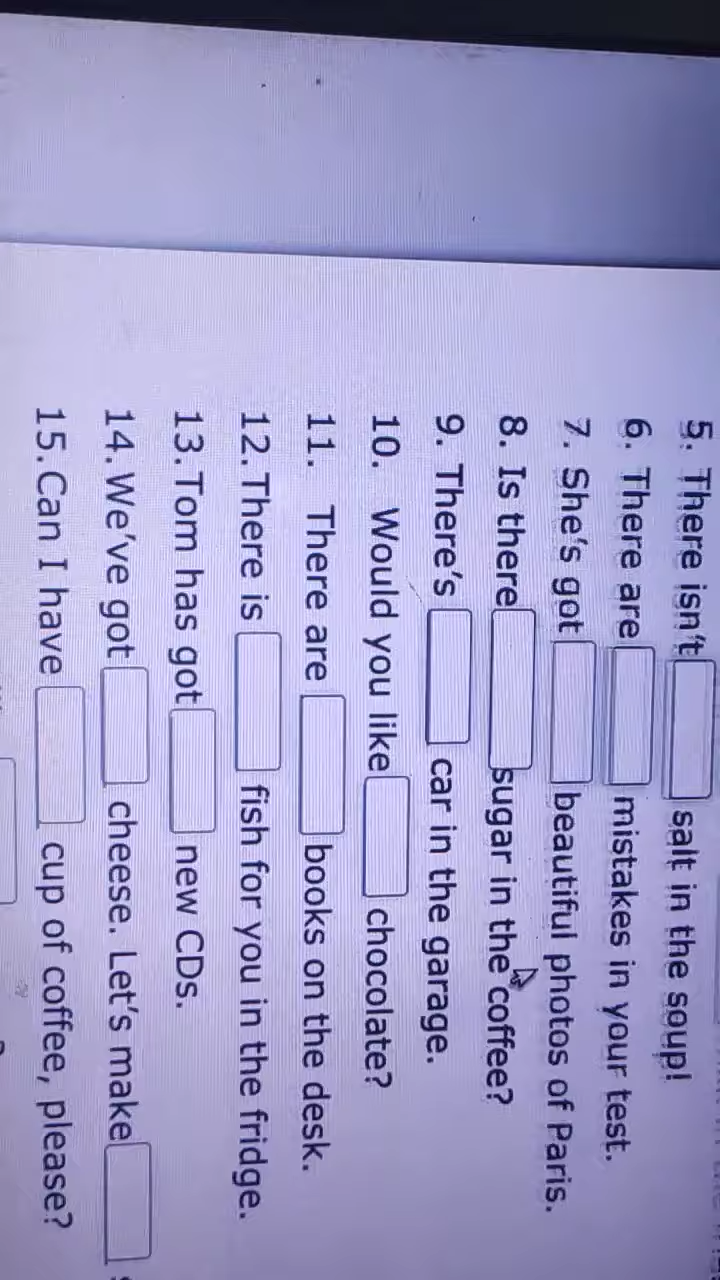 5. There isn't salt in the soup!
6. There are mistakes in your test.
7. She's got beautiful photos of Paris.
8. Is there sugar in the coffee?
9. There's car in the garage.
10. Would you like chocolate?
11. There are books on the desk.
12. There is fish for you in the fridge.
13. Tom has got new CDs.
14. We've got cheese. Let's make
15. Can I have cup of coffee, please?